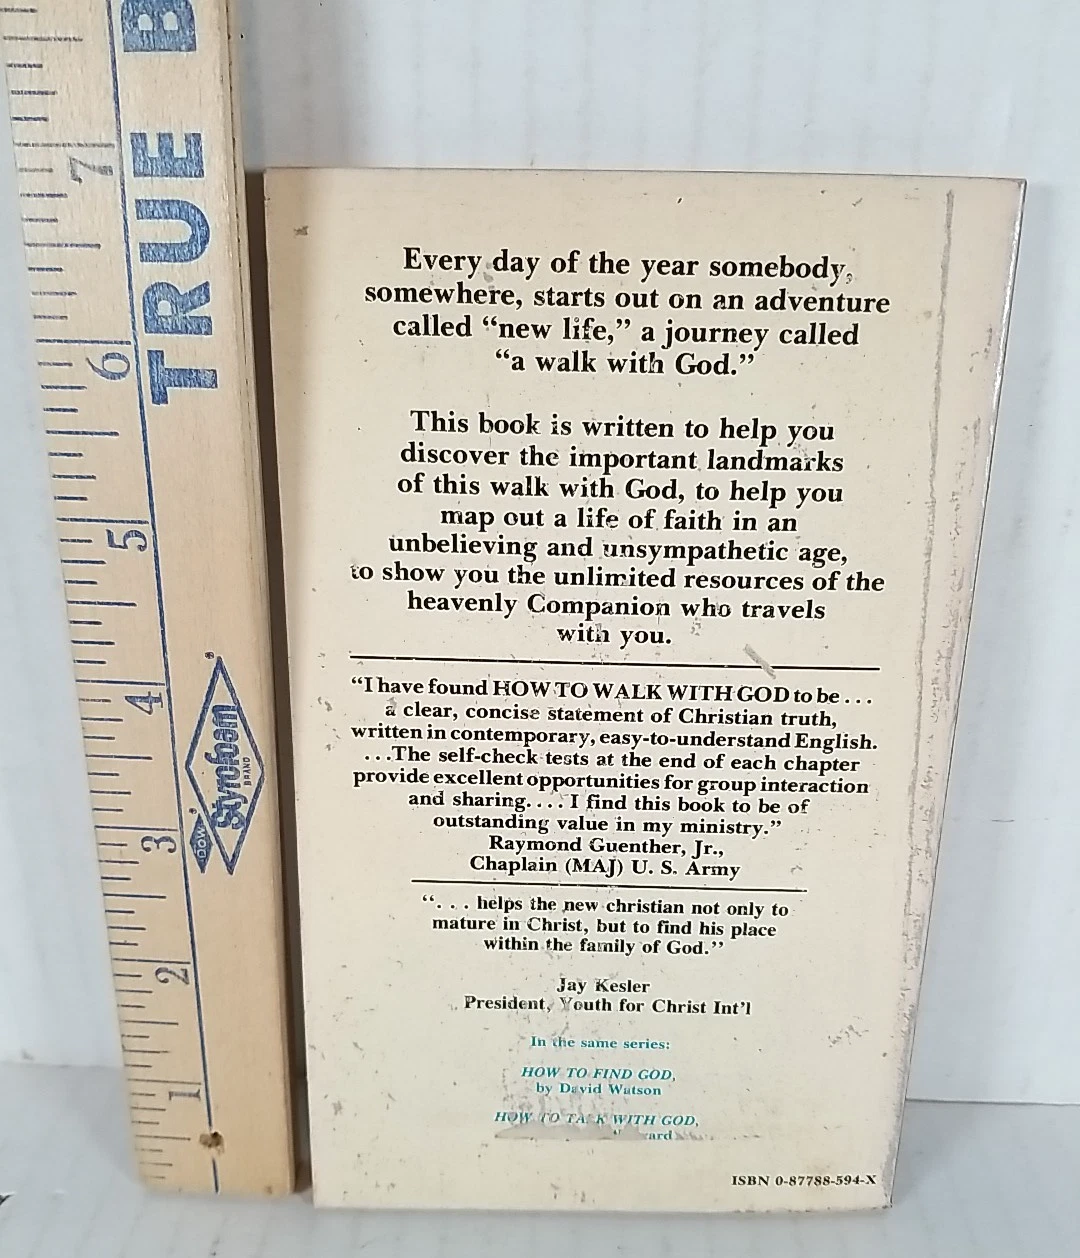 TRUE B
7
6
5
4
3
2
1
Styrofoam
BRAND
DOW
Every day of the year somebody,
somewhere, starts out on an adventure
called “new life,” a journey called
“a walk with God.”
This book is written to help you
discover the important landmarks
of this walk with God, to help you
map out a life of faith in an
unbelieving and unsympathetic age,
to show you the unlimited resources of the
heavenly Companion who travels
with you.
“I have found HOW TO WALK WITH GOD to be...
a clear, concise statement of Christian truth,
written in contemporary, easy-to-understand English.
...The self-check tests at the end of each chapter
provide excellent opportunities for group interaction
and sharing.... I find this book to be of
outstanding value in my ministry.”
Raymond Guenther, Jr.,
Chaplain (MAJ) U. S. Army
“. . . helps the new christian not only to
mature in Christ, but to find his place
within the family of God.”
Jay Kesler
President, Youth for Christ Int'l
In the same series:
HOW TO FIND GOD,
by David Watson
HOW TO TALK WITH GOD,
ISBN 0-87788-594-X